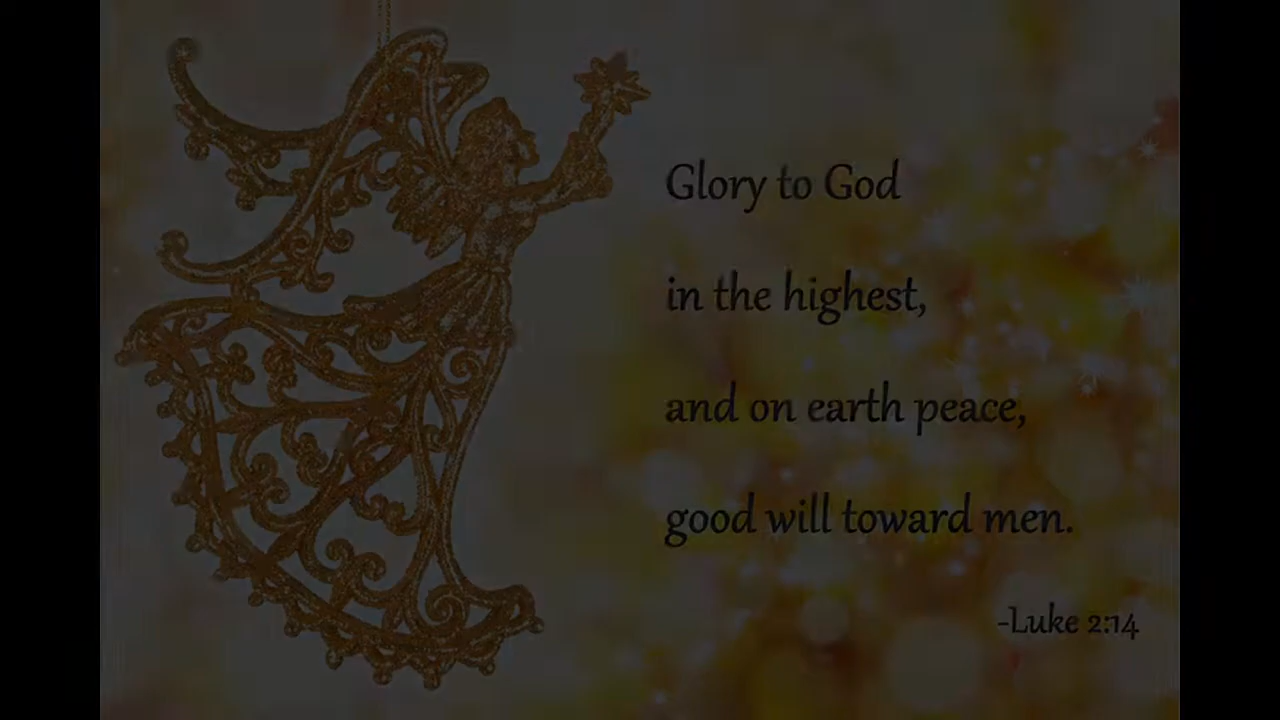 Glory to God
in the highest,
and on earth peace,
good will toward men.
-Luke 2:14